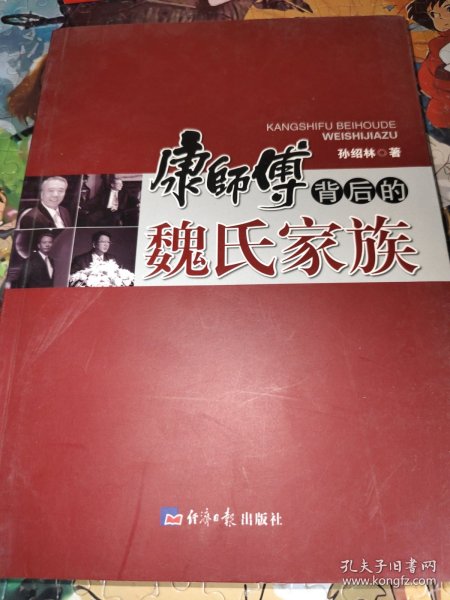 KANGSHIFU BEIHOUDE
WEISHIJIAZU
孙绍林◎著
康師傅背后的
魏氏家族
经济日报出版社
孔夫子旧书网
www.kongfz.com